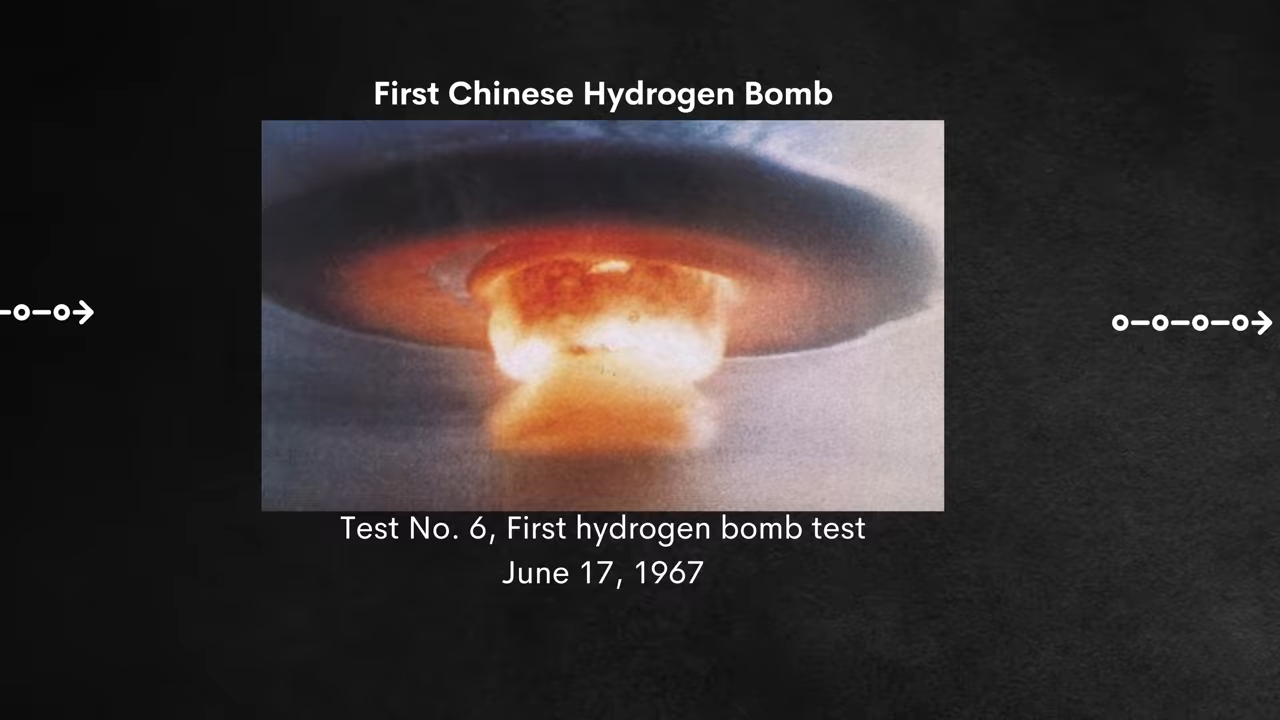 First Chinese Hydrogen Bomb
Test No. 6, First hydrogen bomb test
June 17, 1967